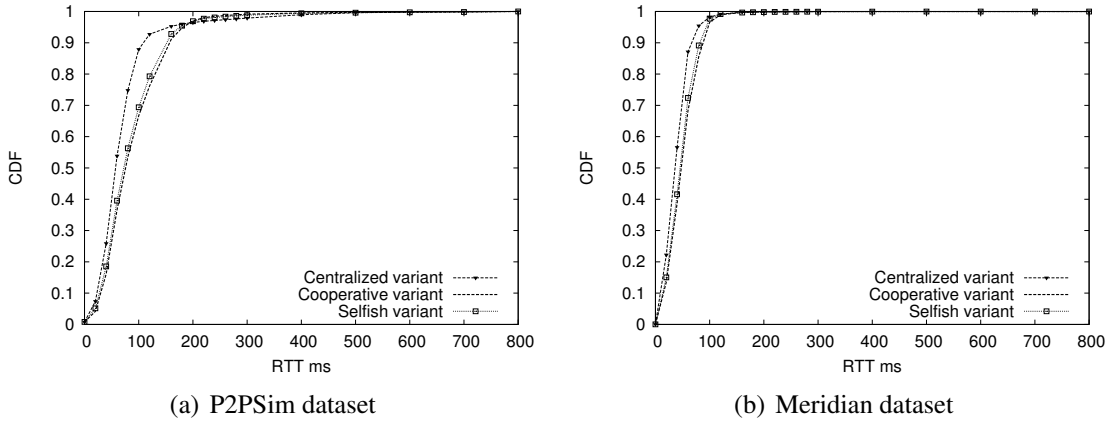 1
0.9
0.8
0.7
0.6
0.5
0.4
0.3
0.2
0.1
0
CDF
0 100 200 300 400 500 600 700 800
RTT ms
Centralized variant
Cooperative variant
Selfish variant
(a) P2PSim dataset
1
0.9
0.8
0.7
0.6
0.5
0.4
0.3
0.2
0.1
0
CDF
0 100 200 300 400 500 600 700 800
RTT ms
Centralized variant
Cooperative variant
Selfish variant
(b) Meridian dataset